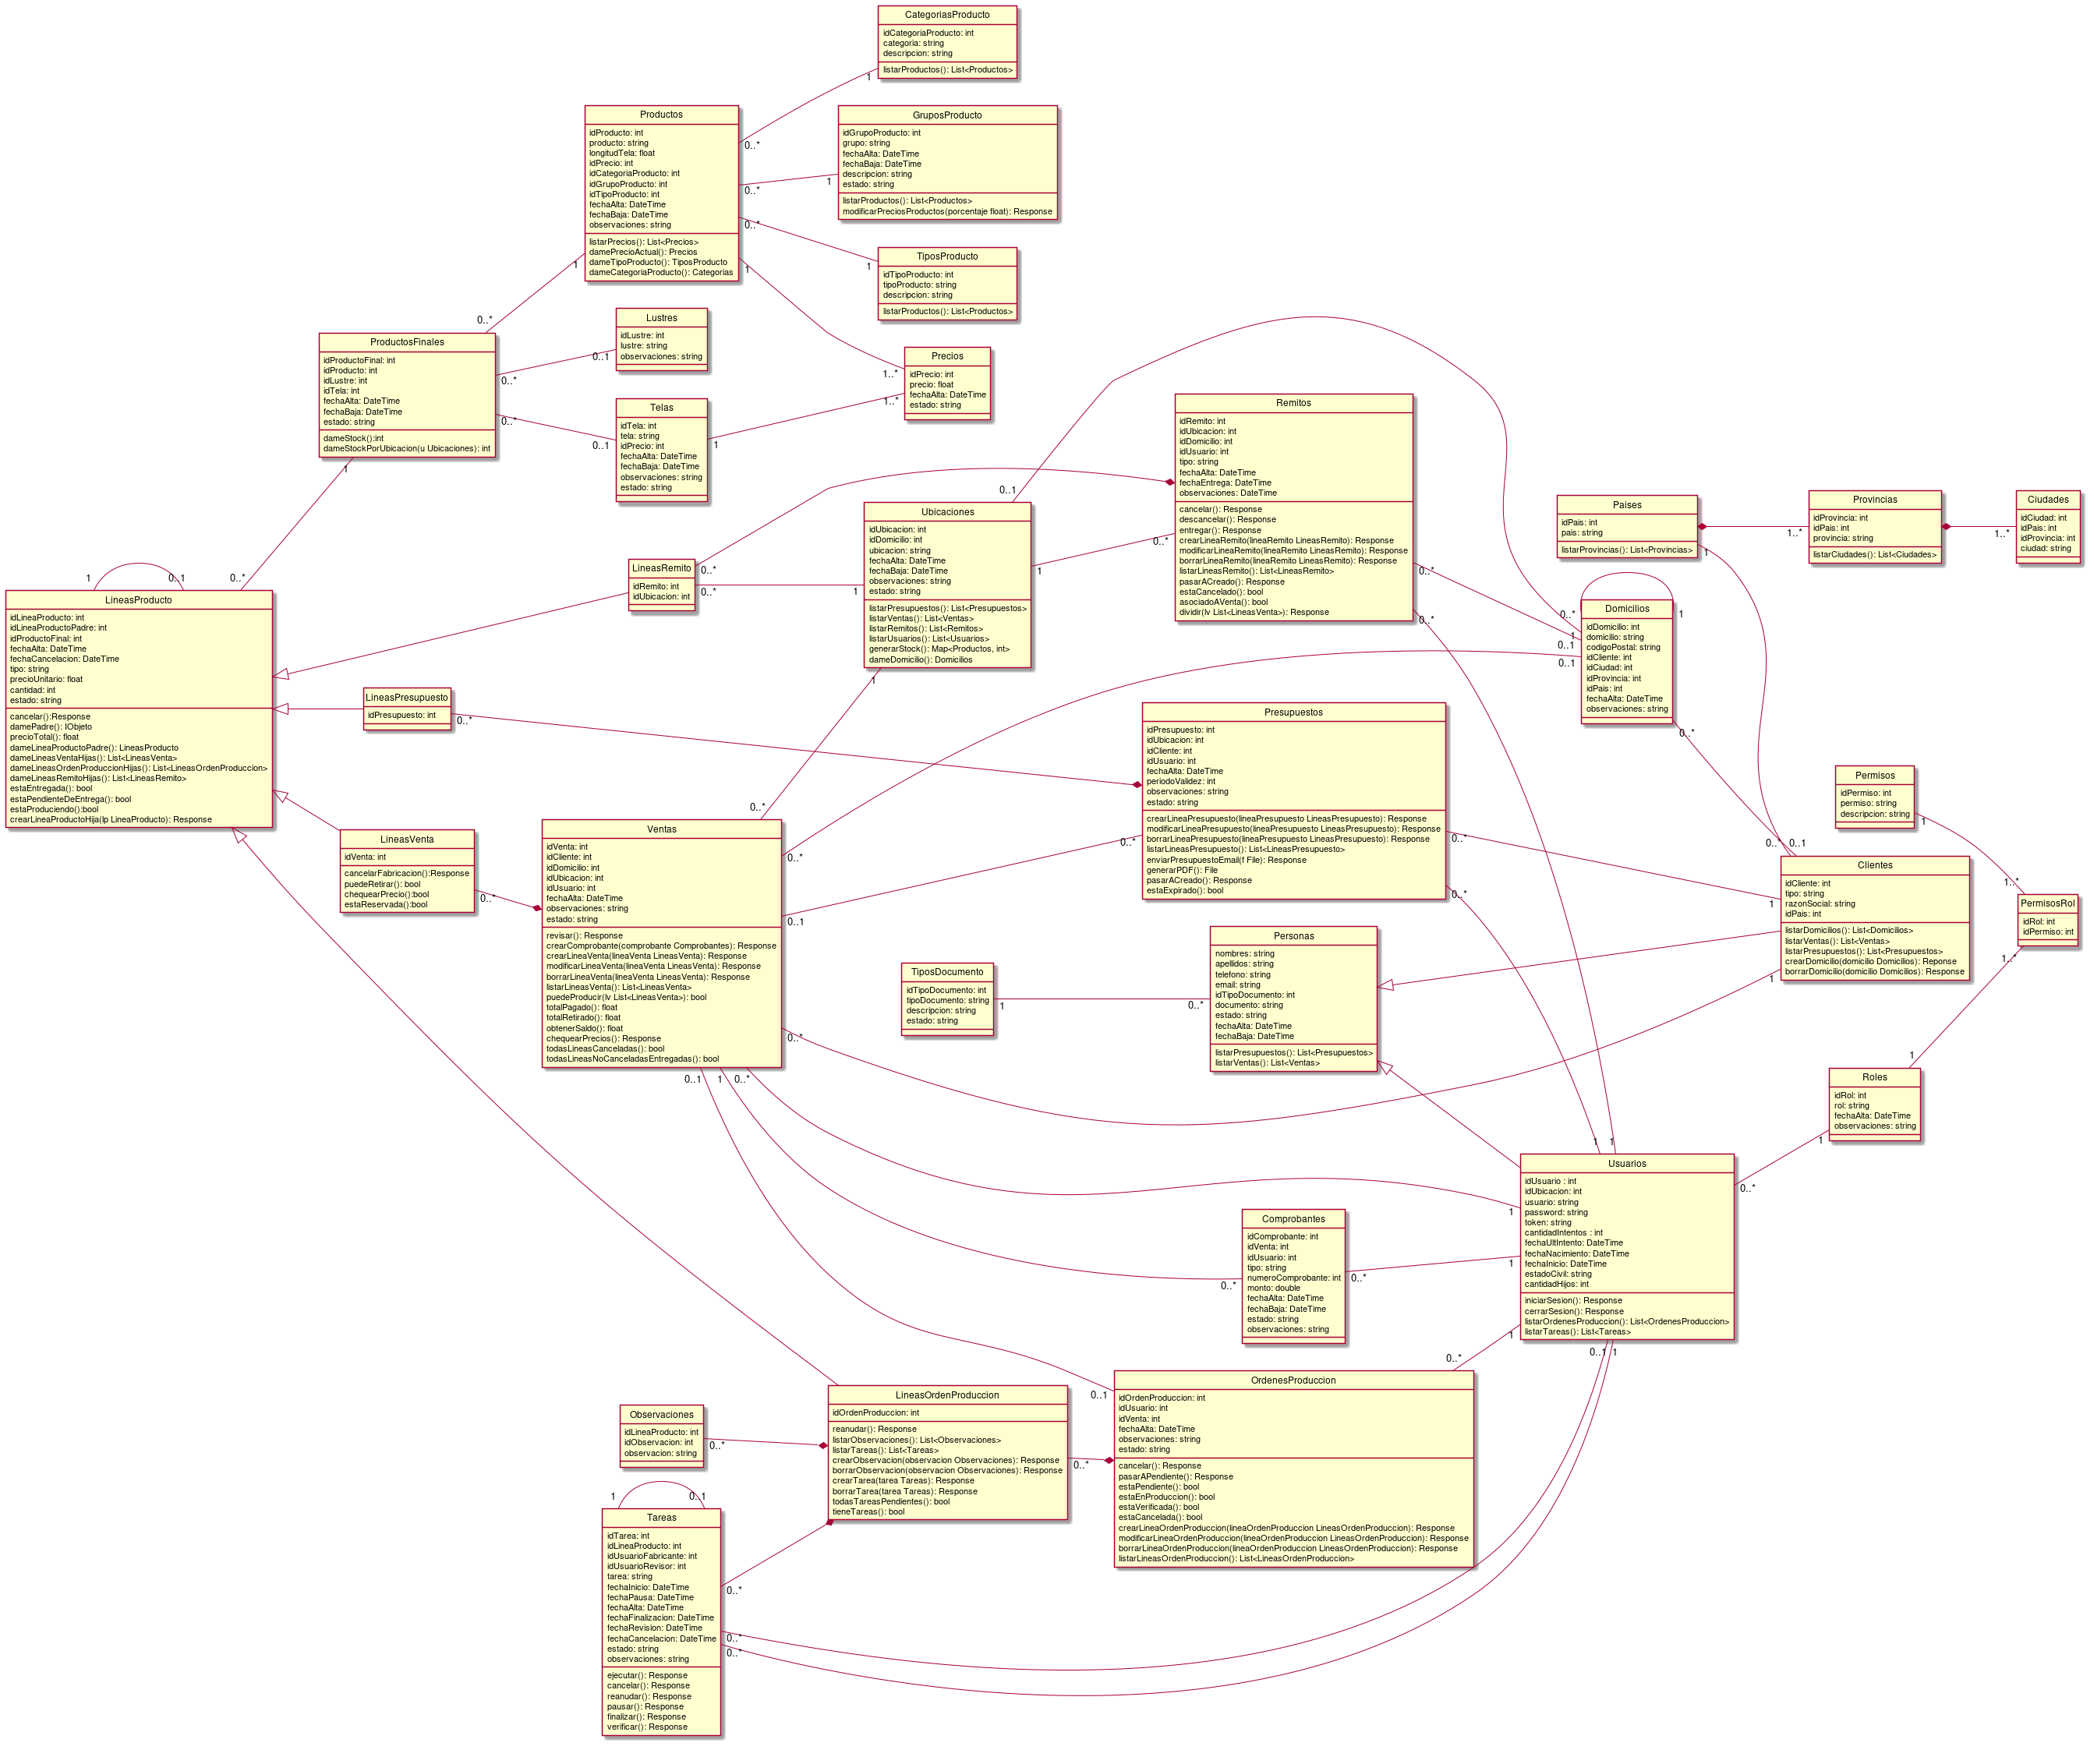 CategoriasProducto
idCategoriaProducto: int
categoria: string
descripcion: string
listarProductos(): List<Productos>
1
0..*
Productos
idProducto: int
producto: string
longitudTela: float
idPrecio: int
idCategoriaProducto: int
idGrupoProducto: int
idTipoProducto: int
fechaAlta: DateTime
fechaBaja: DateTime
observaciones: string
listarPrecios(): List<Precios>
damePrecioActual(): Precios
dameTipoProducto(): TiposProducto
dameCategoriaProducto(): Categorias
GruposProducto
idGrupoProducto: int
grupo: string
fechaAlta: DateTime
fechaBaja: DateTime
descripcion: string
estado: string
listarProductos(): List<Productos>
modificarPreciosProductos(porcentaje float): Response
0..*
1
0..*
1
TiposProducto
idTipoProducto: int
tipoProducto: string
descripcion: string
listarProductos(): List<Productos>
1
1..*
1
0..*
Lustres
idLustre: int
lustre: string
observaciones: string
Precios
idPrecio: int
precio: float
fechaAlta: DateTime
estado: string
ProductosFinales
idProductoFinal: int
idProducto: int
idLustre: int
idTela: int
fechaAlta: DateTime
fechaBaja: DateTime
estado: string
dameStock():int
dameStockPorUbicacion(u Ubicaciones): int
0..*
0..1
0..*
0..1
Telas
idTela: int
tela: string
idPrecio: int
fechaAlta: DateTime
fechaBaja: DateTime
observaciones: string
estado: string
1
1..*
1
0..*
Remitos
idRemito: int
idUbicacion: int
idDomicilio: int
idUsuario: int
tipo: string
fechaAlta: DateTime
fechaEntrega: DateTime
observaciones: DateTime
cancelar(): Response
descancelar(): Response
entregar(): Response
crearLineaRemito(lineaRemito LineasRemito): Response
modificarLineaRemito(lineaRemito LineasRemito): Response
borrarLineaRemito(lineaRemito LineasRemito): Response
listarLineasRemito(): List<LineasRemito>
pasarACreado(): Response
estaCancelado(): bool
asociadoAVenta(): bool
dividir(lv List<LineasVenta>): Response
0..1
Ubicaciones
idUbicacion: int
idDomicilio: int
ubicacion: string
fechaAlta: DateTime
fechaBaja: DateTime
observaciones: string
estado: string
listarPresupuestos(): List<Presupuestos>
listarVentas(): List<Ventas>
listarRemitos(): List<Remitos>
listarUsuarios(): List<Usuarios>
generarStock(): Map<Productos, int>
dameDomicilio(): Domicilios
1
0..*
Paises
idPais: int
pais: string
listarProvincias(): List<Provincias>
1..*
1
Provincias
idProvincia: int
idPais: int
provincia: string
listarCiudades(): List<Ciudades>
1..*
Ciudades
idCiudad: int
idPais: int
idProvincia: int
ciudad: string
LineasRemito
idRemito: int
idUbicacion: int
0..*
0..*
1
Domicilios
idDomicilio: int
domicilio: string
codigoPostal: string
idCliente: int
idCiudad: int
idProvincia: int
idPais: int
fechaAlta: DateTime
observaciones: string
0..*
0..*
0..*
1
0..1
0..1
1
0..*
1
0..1
LineasProducto
idLineaProducto: int
idLineaProductoPadre: int
idProductoFinal: int
fechaAlta: DateTime
fechaCancelacion: DateTime
tipo: string
precioUnitario: float
cantidad: int
estado: string
cancelar():Response
damePadre(): IObjeto
precioTotal(): float
dameLineaProductoPadre(): LineasProducto
dameLineasVentaHijas(): List<LineasVenta>
dameLineasOrdenProduccionHijas(): List<LineasOrdenProduccion>
dameLineasRemitoHijas(): List<LineasRemito>
estaEntregada(): bool
estaPendienteDeEntrega(): bool
estaProduciendo():bool
crearLineaProductoHija(lp LineaProducto): Response
LineasPresupuesto
idPresupuesto: int
0..*
Presupuestos
idPresupuesto: int
idUbicacion: int
idCliente: int
idUsuario: int
fechaAlta: DateTime
periodoValidez: int
observaciones: string
estado: string
crearLineaPresupuesto(lineaPresupuesto LineasPresupuesto): Response
modificarLineaPresupuesto(lineaPresupuesto LineasPresupuesto): Response
borrarLineaPresupuesto(lineaPresupuesto LineasPresupuesto): Response
listarLineasPresupuesto(): List<LineasPresupuesto>
enviarPresupuestoEmail(f File): Response
generarPDF(): File
pasarACreado(): Response
estaExpirado(): bool
0..*
0..*
0..*
Permisos
idPermiso: int
permiso: string
descripcion: string
1
1..*
PermisosRol
idRol: int
idPermiso: int
1..*
1
LineasVenta
idVenta: int
cancelarFabricacion():Response
puedeRetirar(): bool
chequearPrecio():bool
estaReservada():bool
0..*
1
0..*
Ventas
idVenta: int
idCliente: int
idDomicilio: int
idUbicacion: int
idUsuario: int
fechaAlta: DateTime
observaciones: string
estado: string
revisar(): Response
crearComprobante(comprobante Comprobantes): Response
crearLineaVenta(lineaVenta LineasVenta): Response
modificarLineaVenta(lineaVenta LineasVenta): Response
borrarLineaVenta(lineaVenta LineasVenta): Response
listarLineasVenta(): List<LineasVenta>
puedeProducir(lv List<LineasVenta>): bool
totalPagado(): float
totalRetirado(): float
obtenerSaldo(): float
chequearPrecios(): Response
todasLineasCanceladas(): bool
todasLineasNoCanceladasEntregadas(): bool
0..*
0..1
0..*
0..1
1
0..*
0..*
0..1
Clientes
idCliente: int
tipo: string
razonSocial: string
idPais: int
listarDomicilios(): List<Domicilios>
listarVentas(): List<Ventas>
listarPresupuestos(): List<Presupuestos>
crearDomicilio(domicilio Domicilios): Reponse
borrarDomicilio(domicilio Domicilios): Response
1
1
Personas
nombres: string
apellidos: string
telefono: string
email: string
idTipoDocumento: int
documento: string
estado: string
fechaAlta: DateTime
fechaBaja: DateTime
listarPresupuestos(): List<Presupuestos>
listarVentas(): List<Ventas>
TiposDocumento
idTipoDocumento: int
tipoDocumento: string
descripcion: string
estado: string
1
0..*
Roles
idRol: int
rol: string
fechaAlta: DateTime
observaciones: string
1
0..*
Usuarios
idUsuario : int
idUbicacion: int
usuario: string
password: string
token: string
cantidadIntentos : int
fechaUltIntento: DateTime
fechaNacimiento: DateTime
fechaInicio: DateTime
estadoCivil: string
cantidadHijos: int
iniciarSesion(): Response
cerrarSesion(): Response
listarOrdenesProduccion(): List<OrdenesProduccion>
listarTareas(): List<Tareas>
1
1
1
1
1
0..1
1
Comprobantes
idComprobante: int
idVenta: int
idUsuario: int
tipo: string
numeroComprobante: int
monto: double
fechaAlta: DateTime
fechaBaja: DateTime
estado: string
observaciones: string
0..*
0..*
0..*
0..1
OrdenesProduccion
idOrdenProduccion: int
idUsuario: int
idVenta: int
fechaAlta: DateTime
observaciones: string
estado: string
cancelar(): Response
pasarAPendiente(): Response
estaPendiente(): bool
estaEnProduccion(): bool
estaVerificada(): bool
estaCancelada(): bool
crearLineaOrdenProduccion(lineaOrdenProduccion LineasOrdenProduccion): Response
modificarLineaOrdenProduccion(lineaOrdenProduccion LineasOrdenProduccion): Response
borrarLineaOrdenProduccion(lineaOrdenProduccion LineasOrdenProduccion): Response
listarLineasOrdenProduccion(): List<LineasOrdenProduccion>
LineasOrdenProduccion
idOrdenProduccion: int
reanudar(): Response
listarObservaciones(): List<Observaciones>
listarTareas(): List<Tareas>
crearObservacion(observacion Observaciones): Response
borrarObservacion(observacion Observaciones): Response
crearTarea(tarea Tareas): Response
borrarTarea(tarea Tareas): Response
todasTareasPendientes(): bool
tieneTareas(): bool
0..*
Observaciones
idLineaProducto: int
idObservacion: int
observacion: string
0..*
1
0..1
Tareas
idTarea: int
idLineaProducto: int
idUsuarioFabricante: int
idUsuarioRevisor: int
tarea: string
fechaInicio: DateTime
fechaPausa: DateTime
fechaAlta: DateTime
fechaFinalizacion: DateTime
fechaRevision: DateTime
fechaCancelacion: DateTime
estado: string
observaciones: string
ejecutar(): Response
cancelar(): Response
reanudar(): Response
pausar(): Response
finalizar(): Response
verificar(): Response
0..*
0..*
0..*